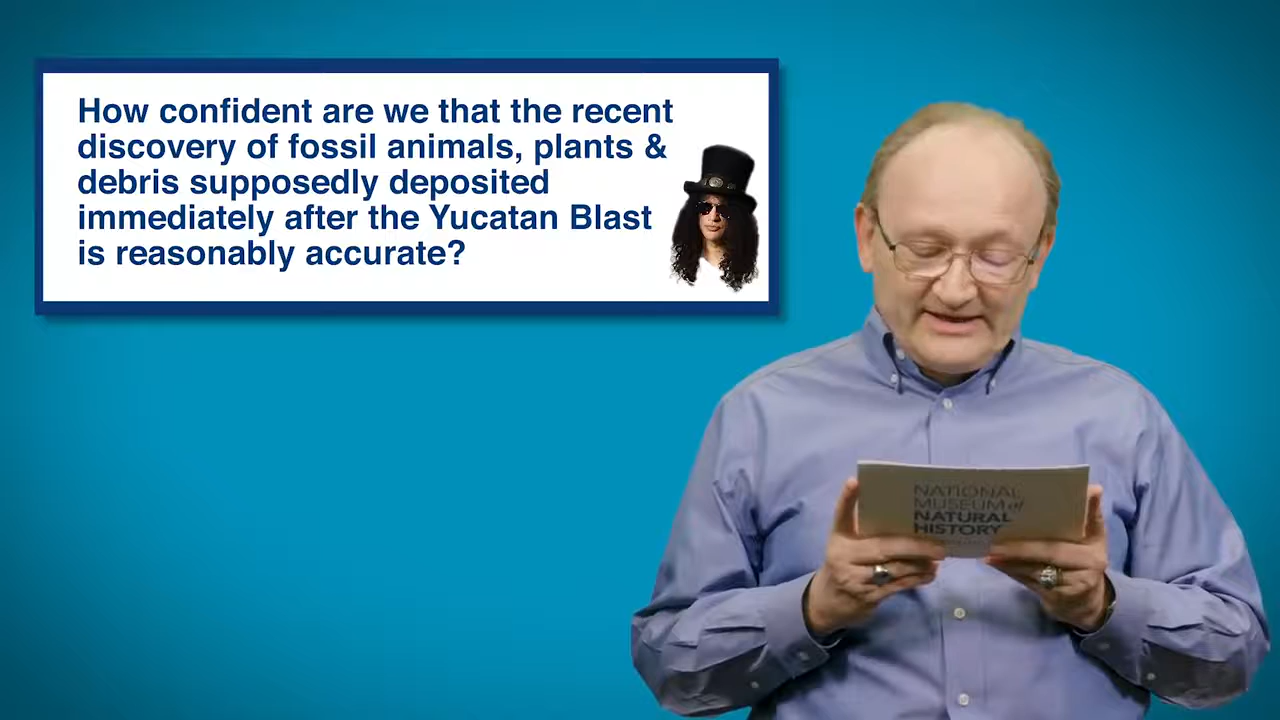 How confident are we that the recent
discovery of fossil animals, plants &
debris supposedly deposited
immediately after the Yucatan Blast
is reasonably accurate?
NATIONAL
MUSEUM of
NATURAL
HISTORY